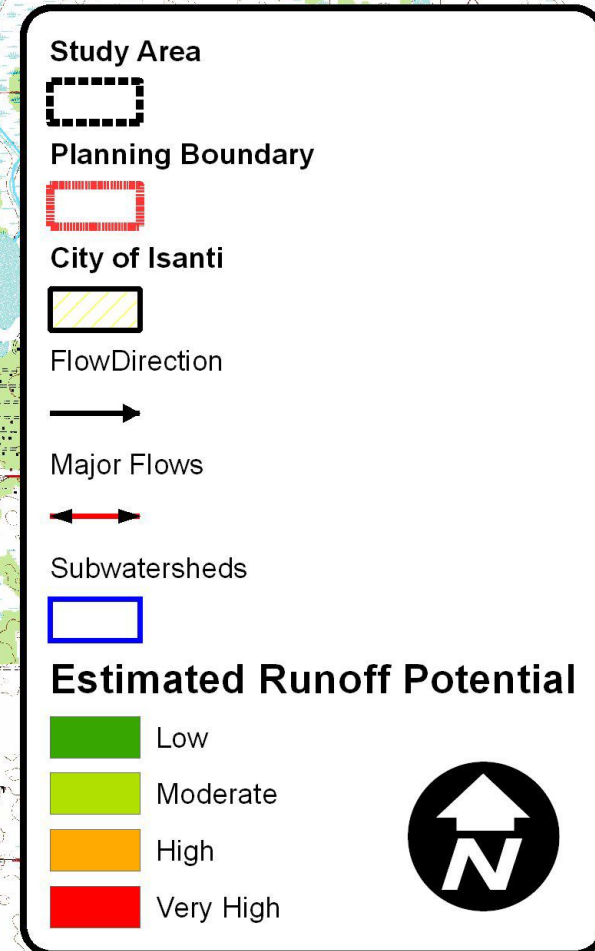 Study Area
Planning Boundary
City of Isanti
FlowDirection
Major Flows
Subwatersheds
Estimated Runoff Potential
Low
Moderate
High
Very High
N